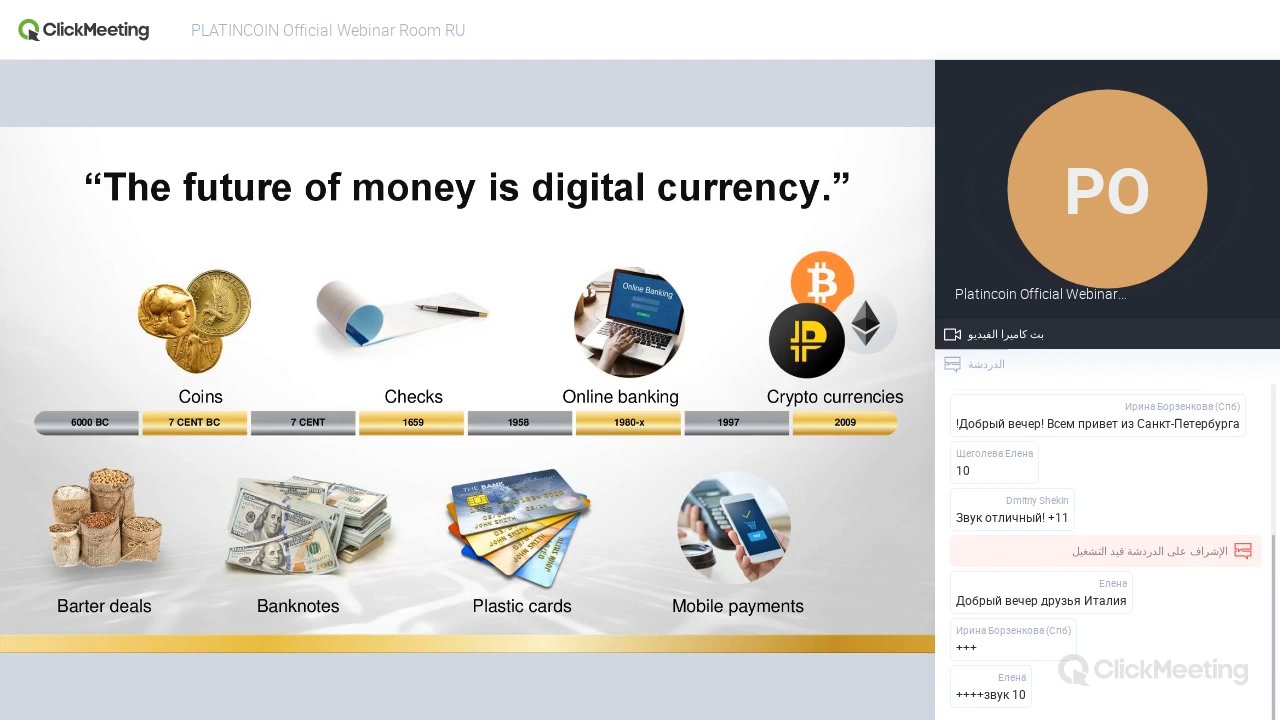 ClickMeeting
PLATINCOIN Official Webinar Room RU
“The future of money is digital currency.”
Online Banking
Coins
Checks
Online banking
Crypto currencies
6000 BC
7 CENT BC
7 CENT
1659
1958
1980-x
1997
2009
THE BANK
Barter deals
Banknotes
Plastic cards
Mobile payments
PO
Platincoin Official Webinar...
بث كاميرا الفيديو
الدردشة
Ирина Борзенкова (Спб)
!Добрый вечер! Всем привет из Санкт-Петербурга
Щеголева Елена
10
Dmitriy Shekin
Звук отличный! +11
الإشراف على الدردشة قيد التشغيل
Елена
Добрый вечер друзья Италия
Ирина Борзенкова (Спб)
+++
Елена
++++звук 10
ClickMeeting